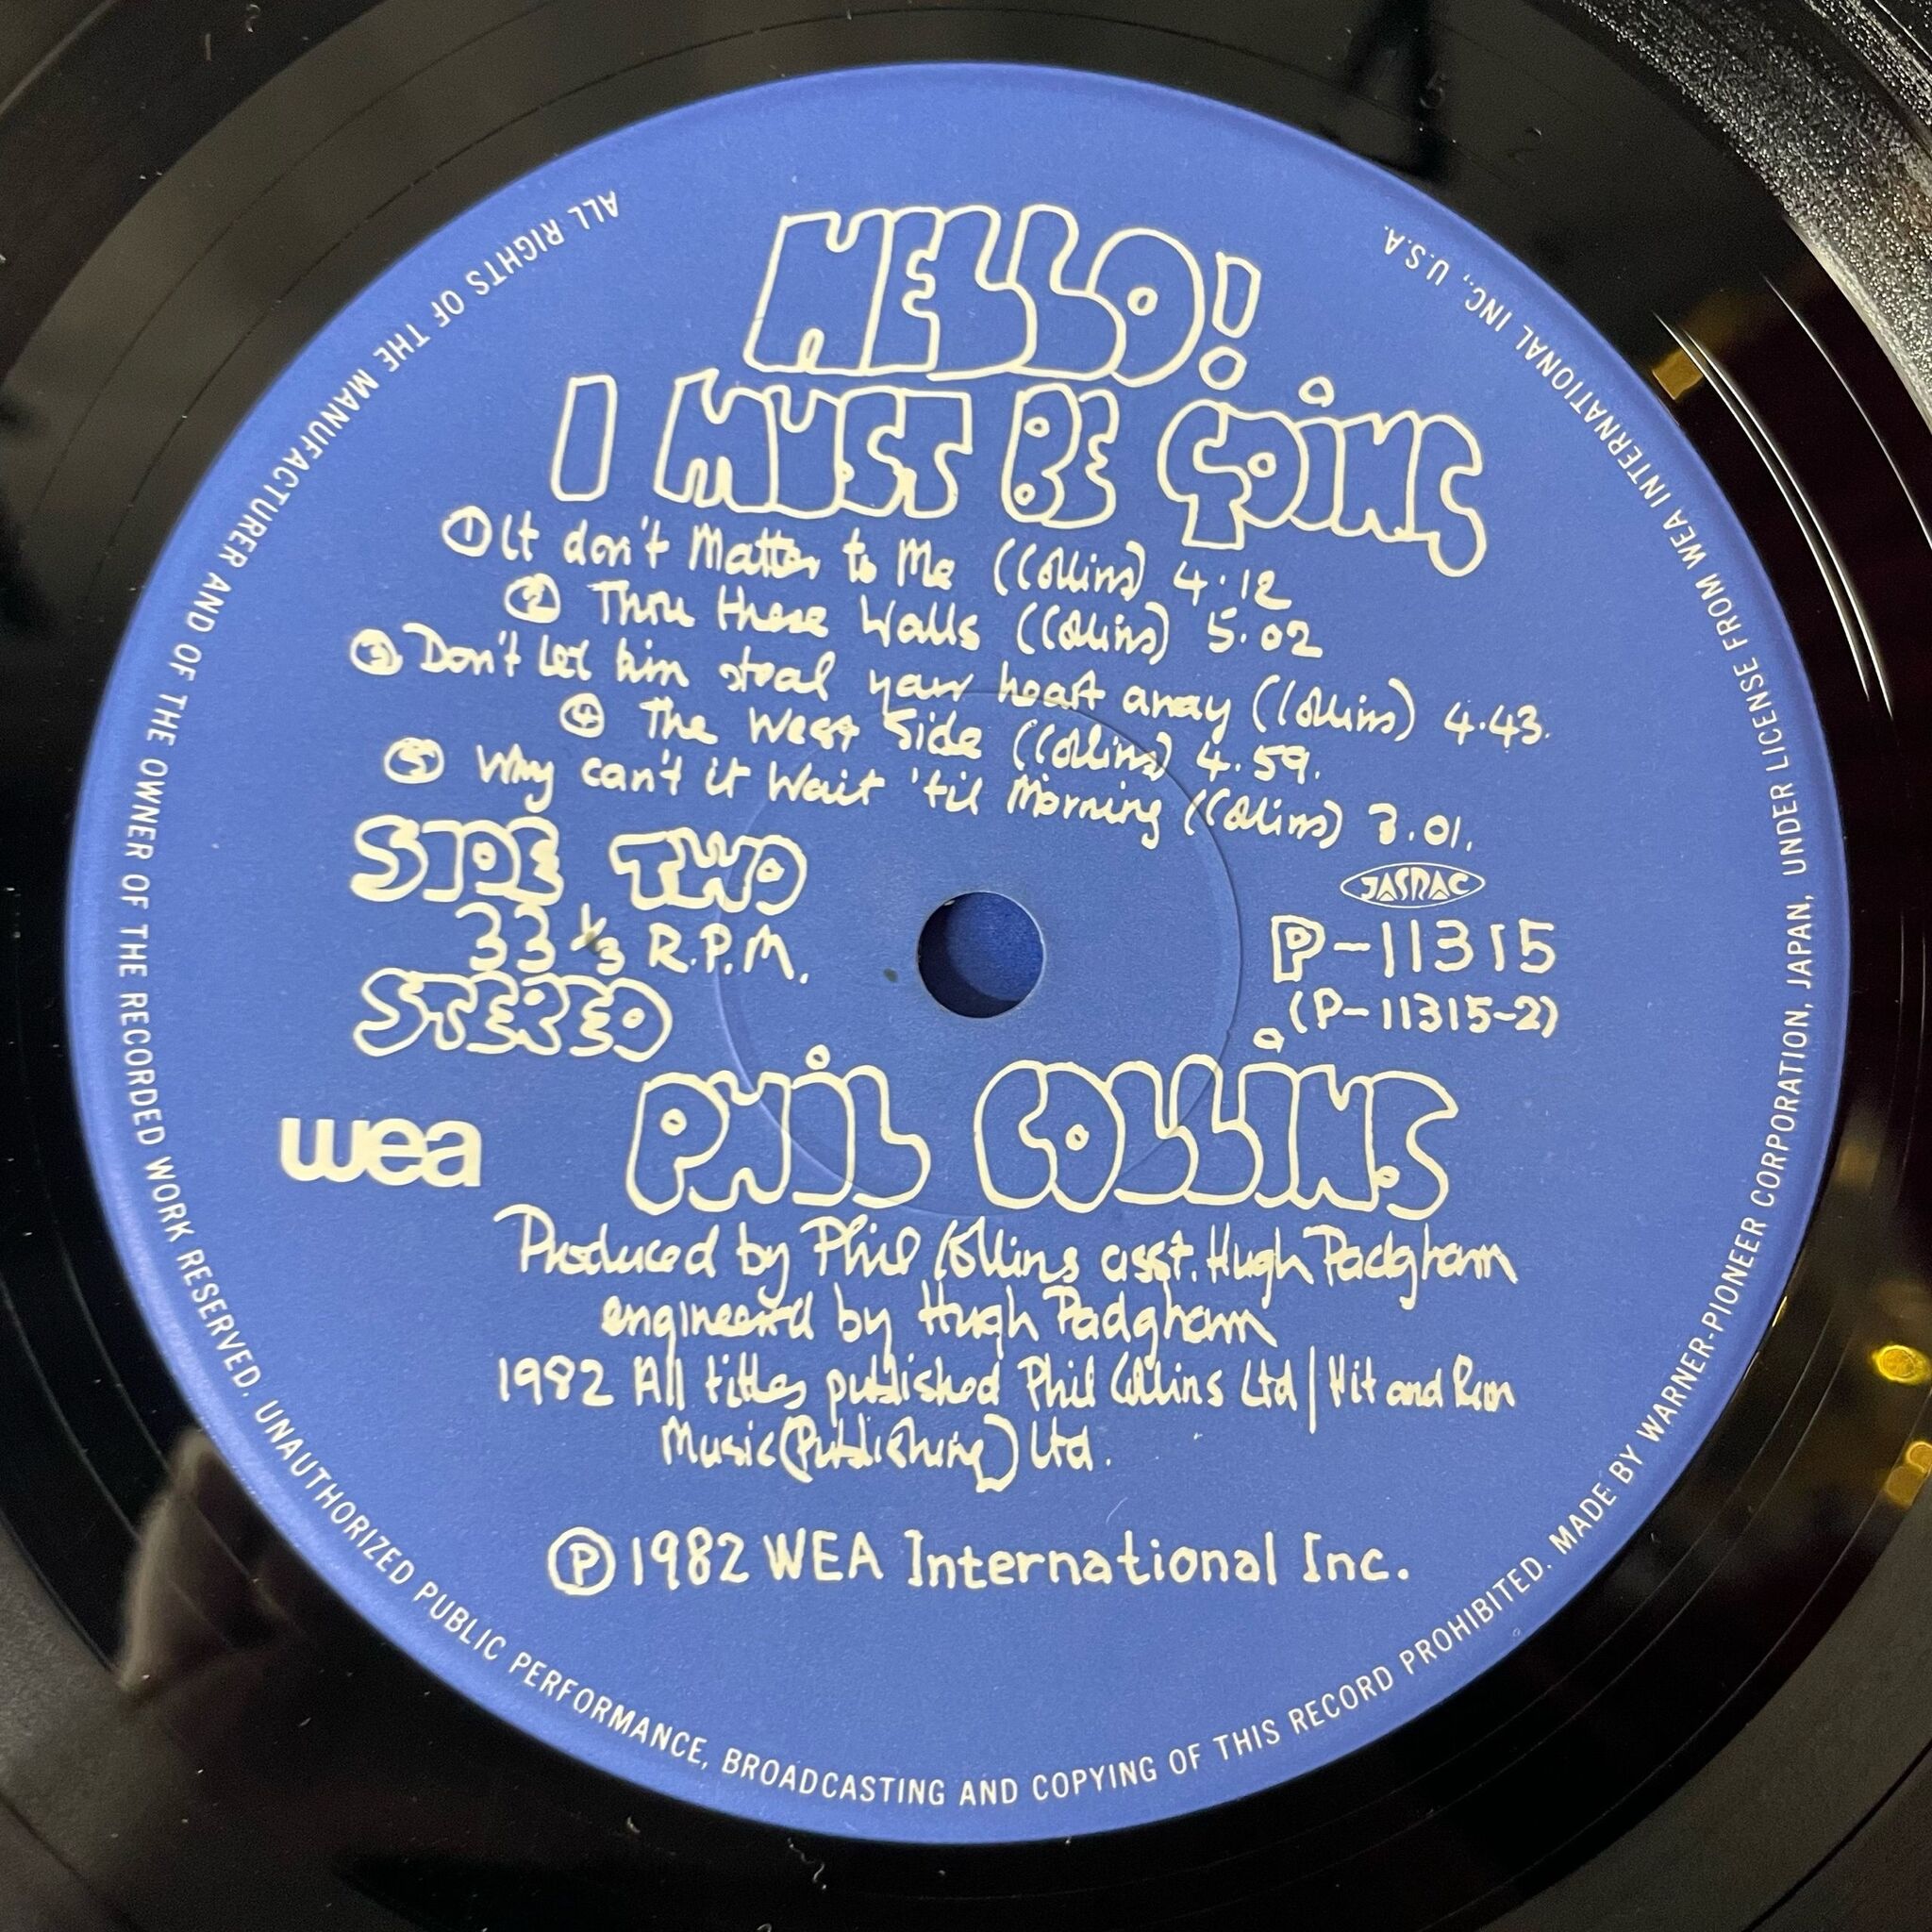 HELLO!
I MUST BE GOING
① It don't Matter to Me (Collins) 4.12
② Thru these Walls (Collins) 5.02
③ Don't let him steal your heart away (Collins) 4.43.
④ The West Side (Collins) 4.59.
⑤ Why can't it Wait 'til Morning (Collins) 3.01.
SIDE TWO
33 1/3 R.P.M.
STEREO
JASRAC
P-11315
(P-11315-2)
wea
PHIL COLLINS
Produced by Phil Collins asst. Hugh Padgham
engineered by Hugh Padgham
1982 All titles published Phil Collins Ltd / Hit and Run
Music (Publishing) Ltd.
Ⓟ 1982 WEA International Inc.
ALL RIGHTS OF THE MANUFACTURER AND OF THE OWNER OF THE RECORDED WORK RESERVED. UNAUTHORIZED PUBLIC PERFORMANCE, BROADCASTING AND COPYING OF THIS RECORD PROHIBITED. MADE BY WARNER-PIONEER CORPORATION, JAPAN, UNDER LICENSE FROM WEA INTERNATIONAL INC., U.S.A.